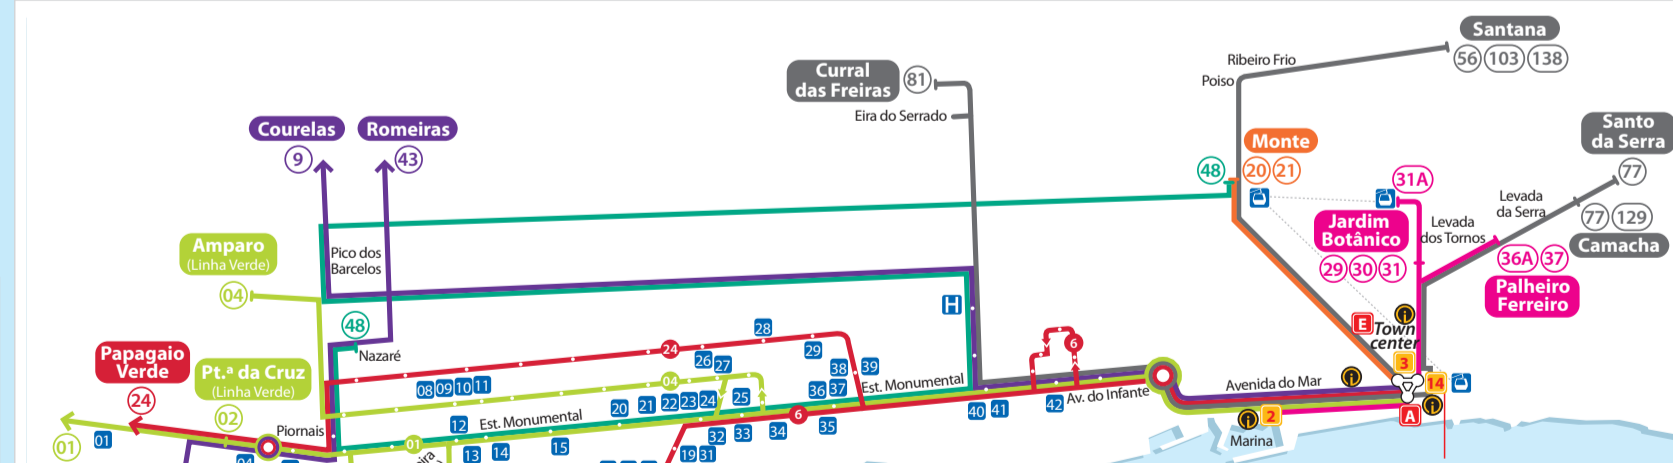 Santana
56 103 138
Ribeiro Frio
Poiso
Curral
das Freiras
81
Eira do Serrado
Courelas
9
Romeiras
43
Santo
da Serra
77
Monte
48
20 21
31A
Levada
da Serra
77 129
Camacha
Jardim
Botânico
29 30 31
Levada
dos Tornos
36A 37
Palheiro
Ferreiro
Amparo
(Linha Verde)
04
Pico dos
Barcelos
H
48
Nazaré
E
i
Town
center
3
14
A
i
Papagaio
Verde
24
Pt.ª da Cruz
(Linha Verde)
02
24
28
29
26
27
38
39
6
08 09 10 11
04
36 37
Est. Monumental
Av. do Infante
Avenida do Mar
i
20
21
22 23 24
25
40
41
42
01
01
Piornais
12
Est. Monumental
6
35
32
33
34
i
2
Marina
01
13
14
15
19 31
04